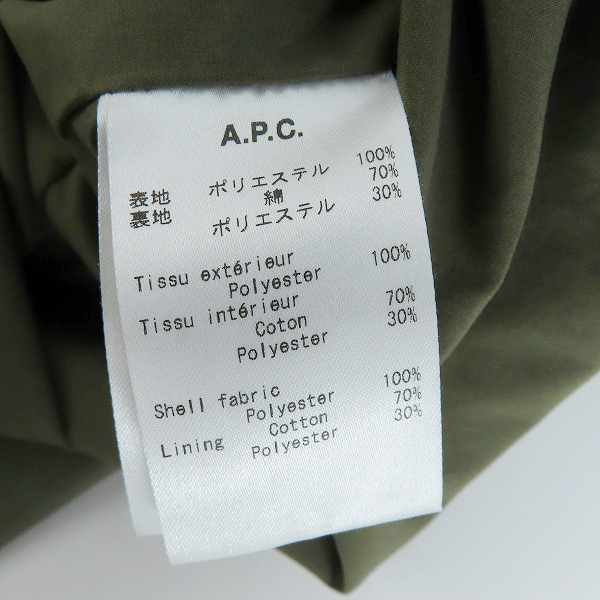 A.P.C.
表地 ポリエステル 100%
裏地 綿 70%
ポリエステル 30%
Tissu extérieur
Polyester 100%
Tissu intérieur
Coton 70%
Polyester 30%
Shell fabric
Polyester 100%
Lining Cotton 70%
Polyester 30%